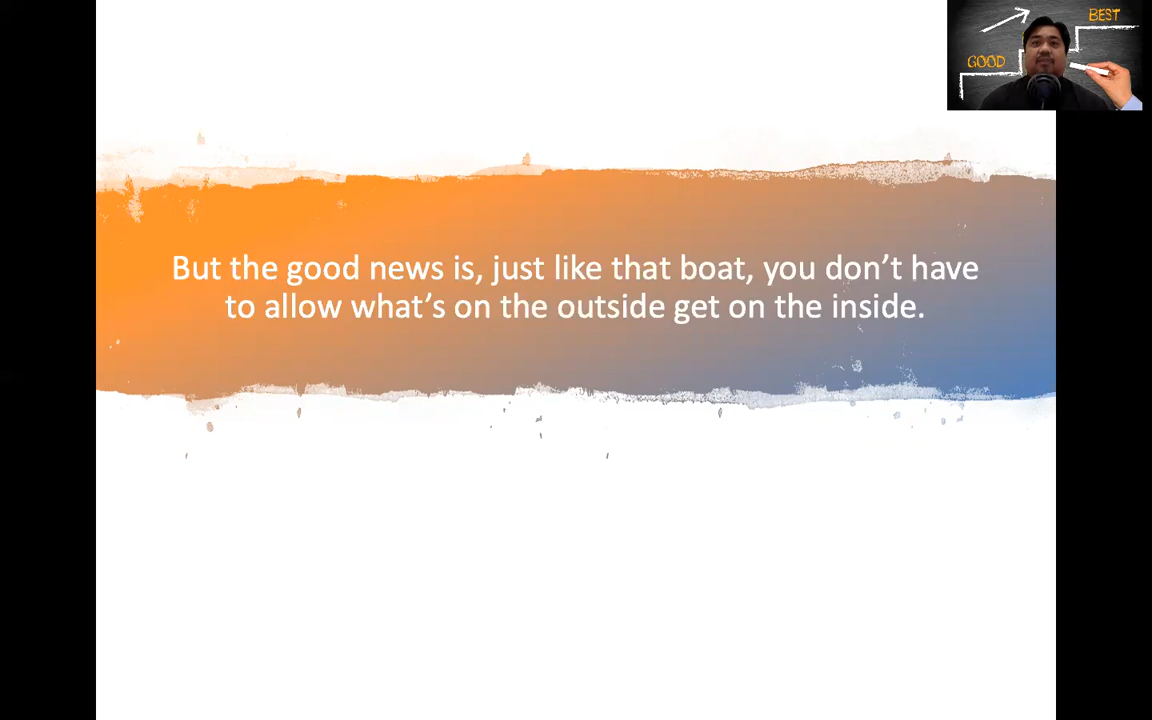 BEST
GOOD
But the good news is, just like that boat, you don’t have
to allow what’s on the outside get on the inside.